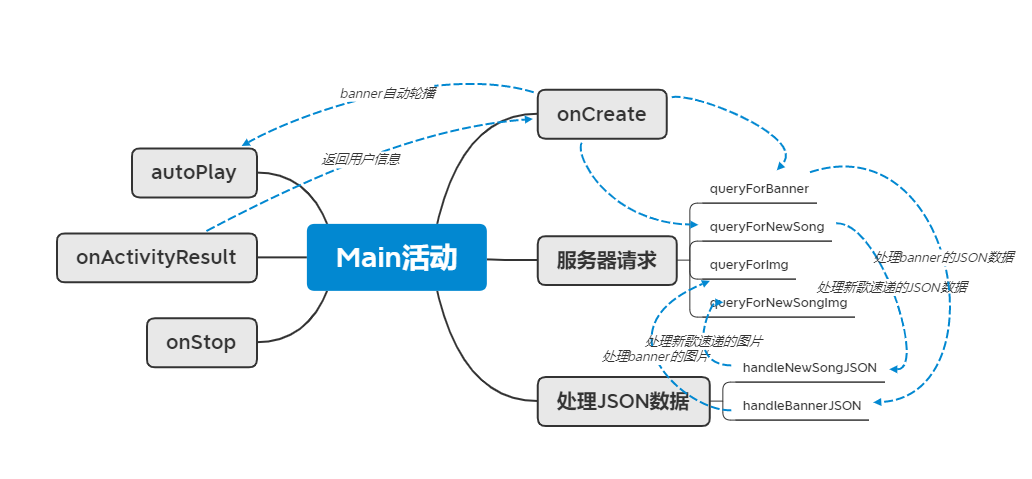 banner自动轮播
onCreate
返回用户信息
autoPlay
queryForBanner
queryForNewSong
onActivityResult
Main活动
服务器请求
queryForImg
处理banner的JSON数据
处理新歌速递的JSON数据
queryForNewSongImg
onStop
处理新歌速递的图片
处理banner的图片
handleNewSongJSON
处理JSON数据
handleBannerJSON